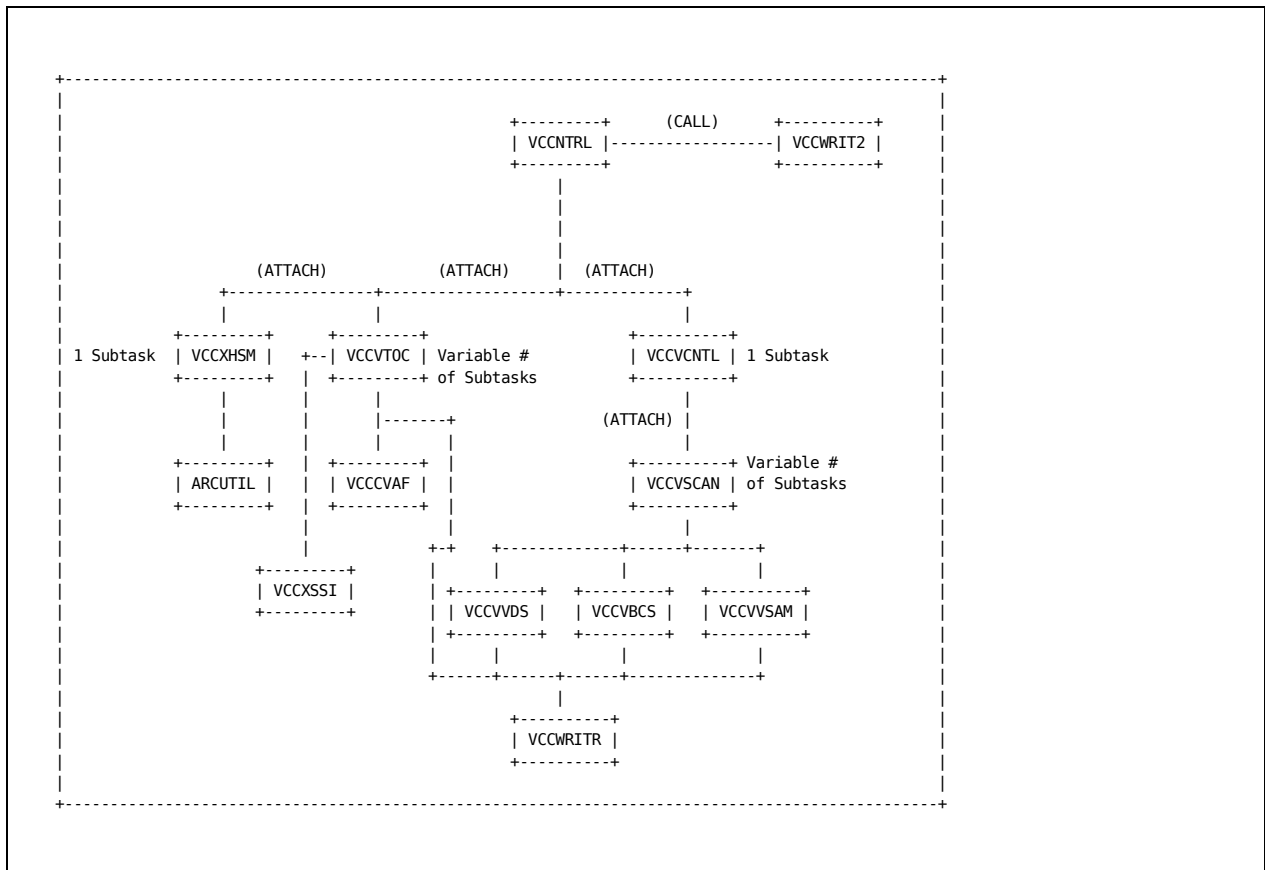 (CALL)
VCCNTRL VCCWRIT2
(ATTACH) (ATTACH) (ATTACH)
1 Subtask VCCXHSM VCCVTOC Variable # VCCVCNTL 1 Subtask
of Subtasks
(ATTACH)
Variable #
ARCUTIL VCCCVAF VCCVSCAN of Subtasks
VCCXSSI
VCCVVDS VCCVBCS VCCVVSAM
VCCWRITR